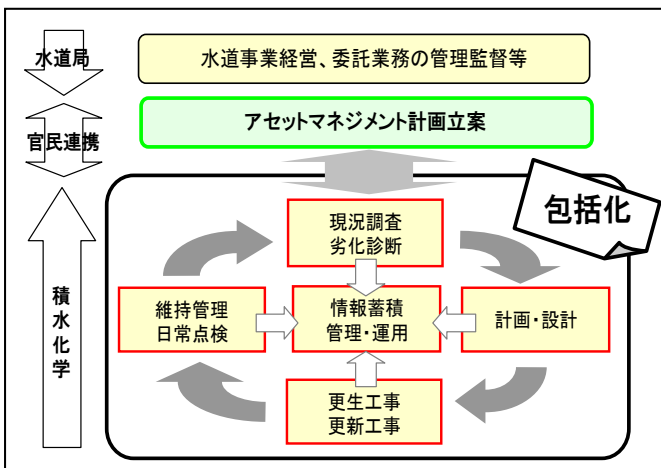 水道局
水道事業経営、委託業務の管理監督等
官民連携
アセットマネジメント計画立案
包括化
積水化学
現況調査
劣化診断
維持管理
日常点検
情報蓄積
管理・運用
計画・設計
更生工事
更新工事